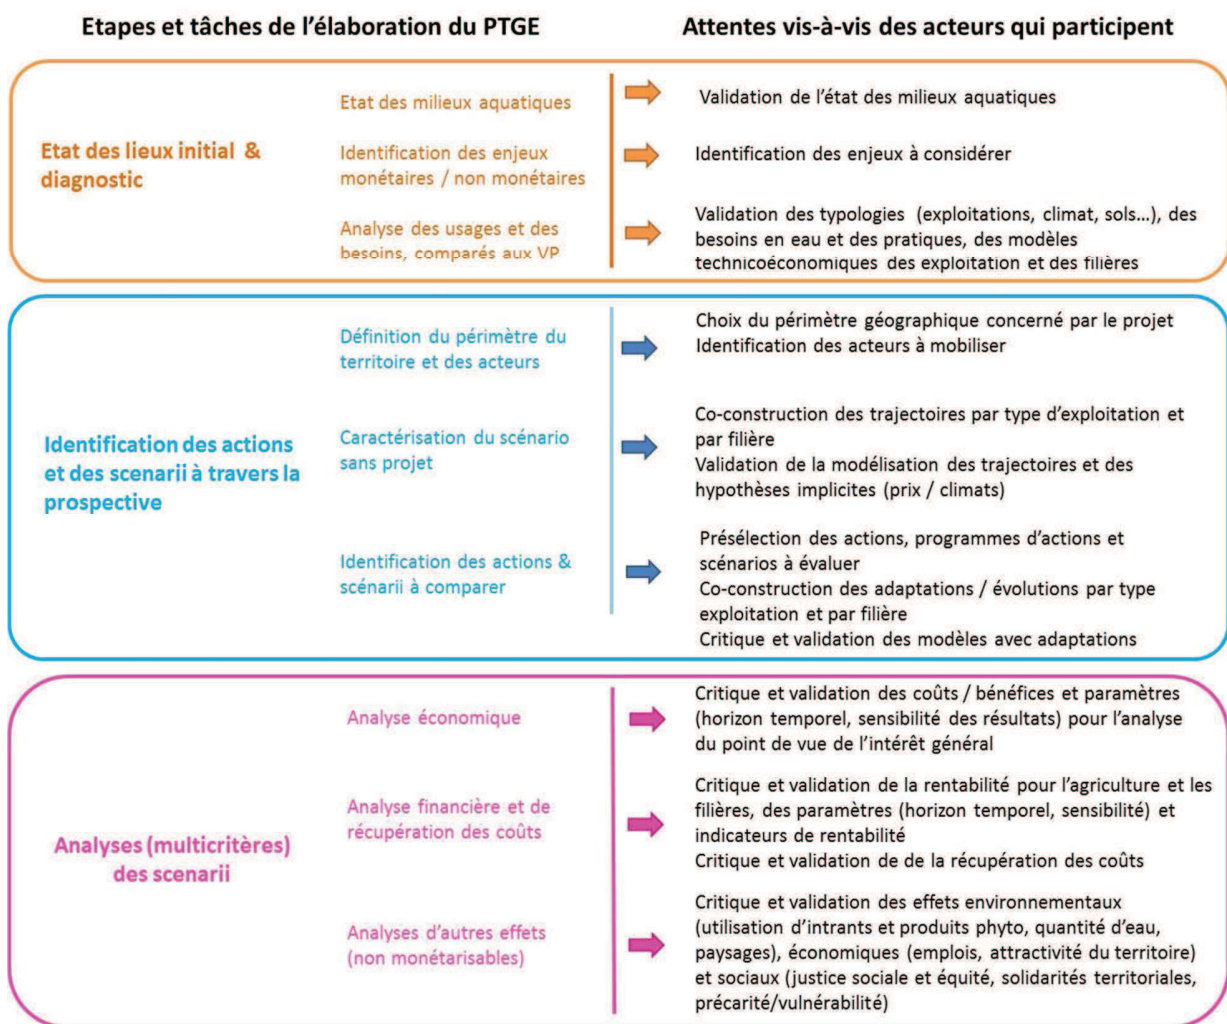 Etapes et tâches de l'élaboration du PTGE
Attentes vis-à-vis des acteurs qui participent
Etat des lieux initial &
diagnostic
Etat des milieux aquatiques
Validation de l'état des milieux aquatiques
Identification des enjeux
monétaires / non monétaires
Identification des enjeux à considérer
Analyse des usages et des
besoins, comparés aux VP
Validation des typologies (exploitations, climat, sols...), des
besoins en eau et des pratiques, des modèles
technicoéconomiques des exploitation et des filières
Identification des actions
et des scenarii à travers la
prospective
Définition du périmètre du
territoire et des acteurs
Choix du périmètre géographique concerné par le projet
Identification des acteurs à mobiliser
Caractérisation du scénario
sans projet
Co-construction des trajectoires par type d'exploitation et
par filière
Validation de la modélisation des trajectoires et des
hypothèses implicites (prix / climats)
Identification des actions &
scénarii à comparer
Présélection des actions, programmes d'actions et
scénarios à évaluer
Co-construction des adaptations / évolutions par type
exploitation et par filière
Critique et validation des modèles avec adaptations
Analyses (multicritères)
des scenarii
Analyse économique
Critique et validation des coûts / bénéfices et paramètres
(horizon temporel, sensibilité des résultats) pour l'analyse
du point de vue de l'intérêt général
Analyse financière et de
récupération des coûts
Critique et validation de la rentabilité pour l'agriculture et les
filières, des paramètres (horizon temporel, sensibilité) et
indicateurs de rentabilité
Critique et validation de de la récupération des coûts
Analyses d'autres effets
(non monétarisables)
Critique et validation des effets environnementaux
(utilisation d'intrants et produits phyto, quantité d'eau,
paysages), économiques (emplois, attractivité du territoire)
et sociaux (justice sociale et équité, solidarités territoriales,
précarité/vulnérabilité)